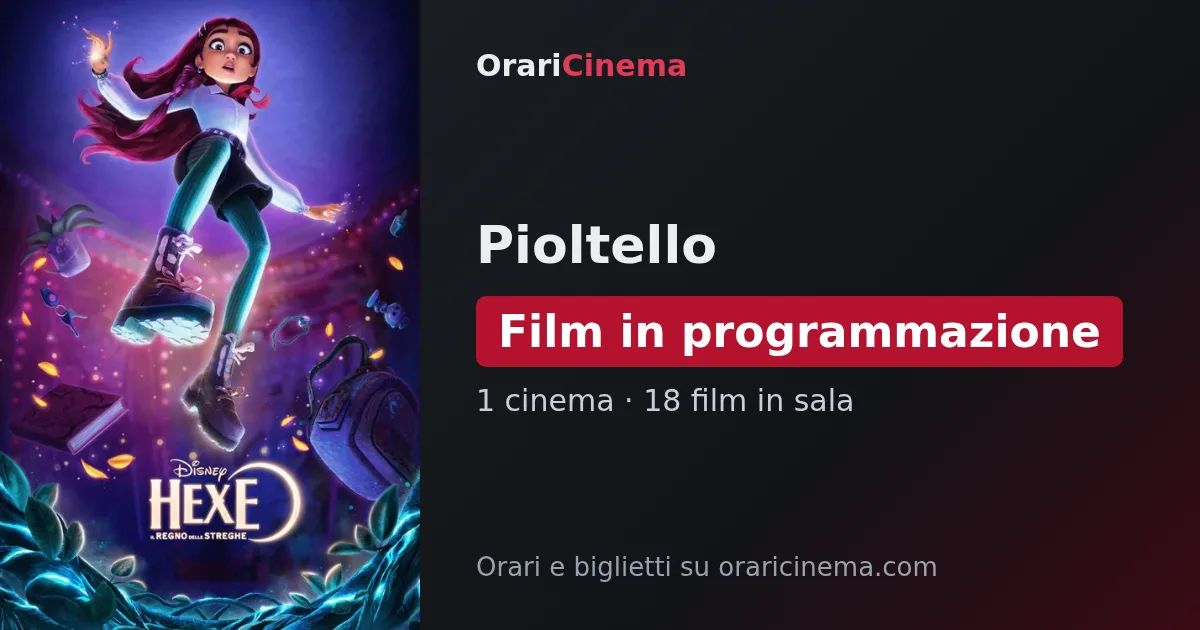 OrariCinema
Pioltello
Film in programmazione
1 cinema · 18 film in sala
Orari e biglietti su oraricinema.com
Disney
HEXE
IL REGNO DELLE STREGHE